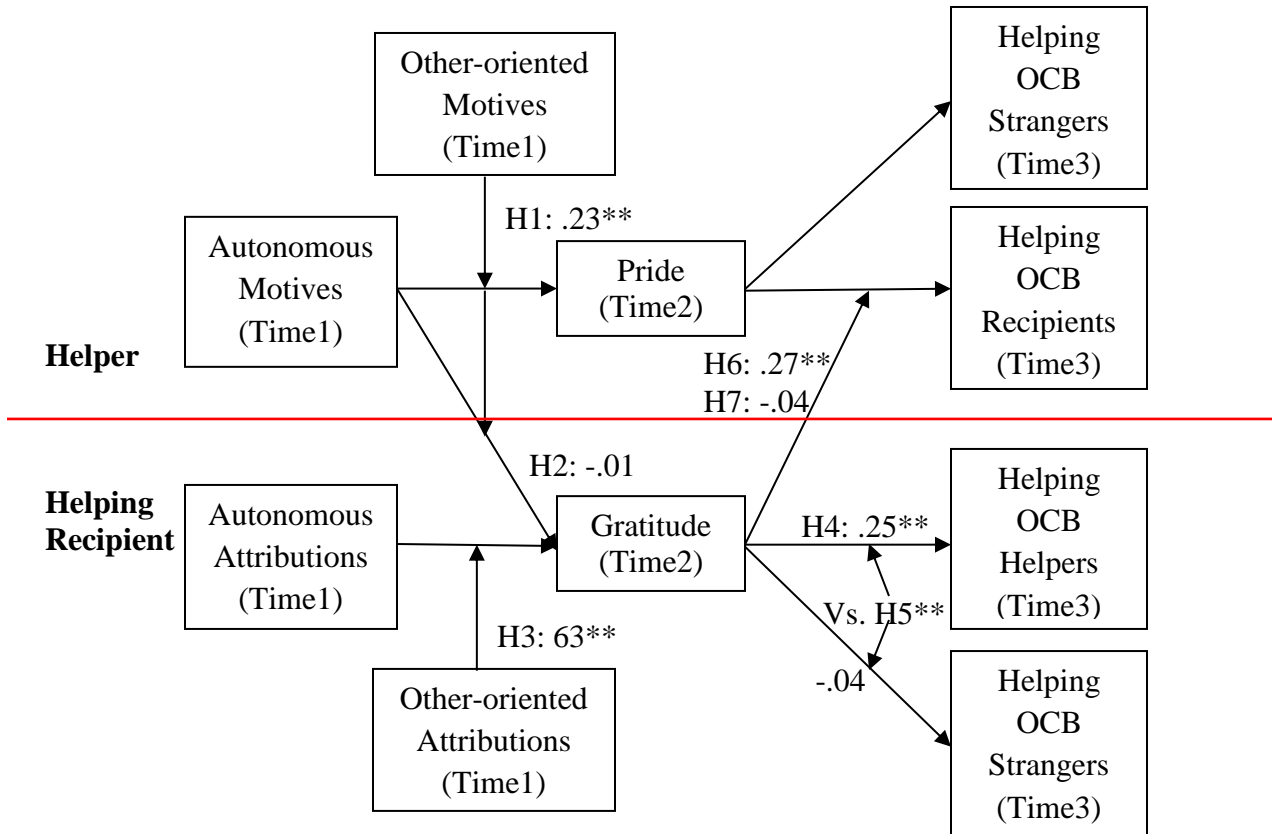 Other-oriented
Motives
(Time1)
Helping
OCB
Strangers
(Time3)
H1: .23**
Autonomous
Motives
(Time1)
Pride
(Time2)
Helping
OCB
Recipients
(Time3)
Helper
H6: .27**
H7: -.04
H2: -.01
Helping
Recipient
Autonomous
Attributions
(Time1)
Gratitude
(Time2)
H4: .25**
Helping
OCB
Helpers
(Time3)
Vs. H5**
H3: 63**
-.04
Other-oriented
Attributions
(Time1)
Helping
OCB
Strangers
(Time3)